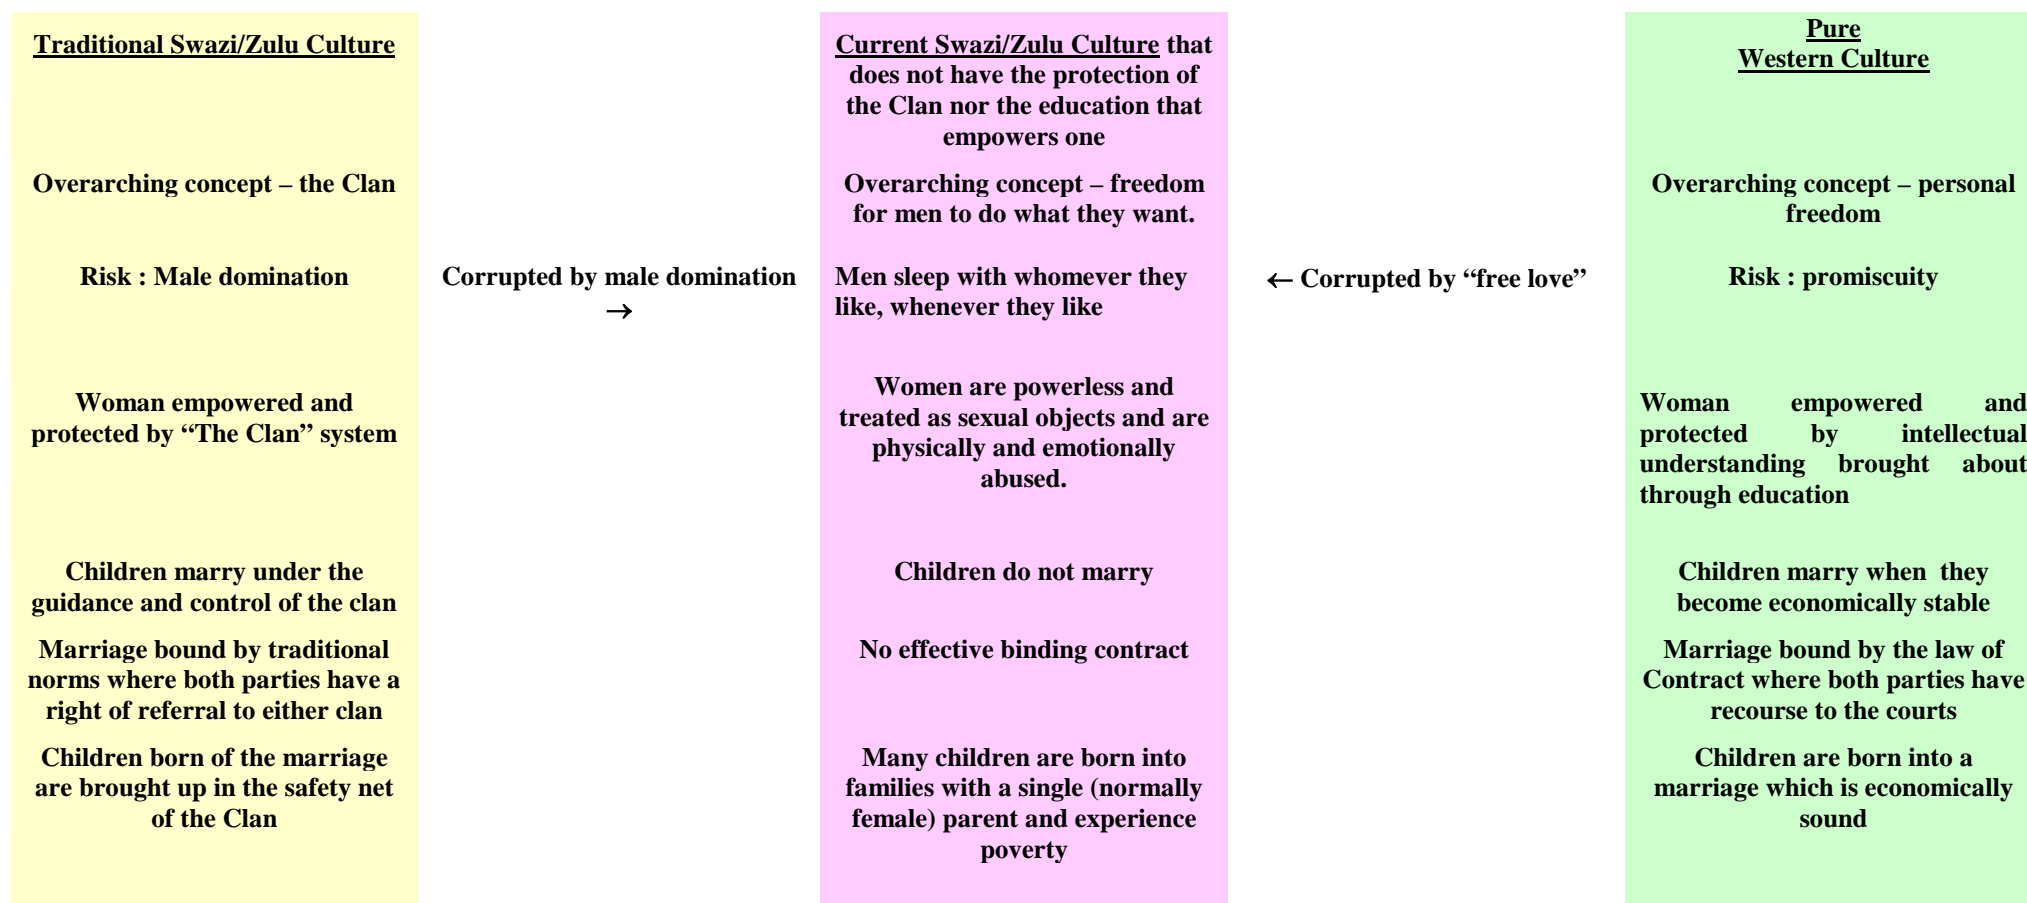 Traditional Swazi/Zulu Culture
Overarching concept – the Clan
Risk : Male domination
Woman empowered and
protected by “The Clan” system
Children marry under the
guidance and control of the clan
Marriage bound by traditional
norms where both parties have a
right of referral to either clan
Children born of the marriage
are brought up in the safety net
of the Clan
Corrupted by male domination
→
Current Swazi/Zulu Culture that
does not have the protection of
the Clan nor the education that
empowers one
Overarching concept – freedom
for men to do what they want.
Men sleep with whomever they
like, whenever they like
Women are powerless and
treated as sexual objects and are
physically and emotionally
abused.
Children do not marry
No effective binding contract
Many children are born into
families with a single (normally
female) parent and experience
poverty
← Corrupted by “free love”
Pure
Western Culture
Overarching concept – personal
freedom
Risk : promiscuity
Woman empowered and
protected by intellectual
understanding brought about
through education
Children marry when they
become economically stable
Marriage bound by the law of
Contract where both parties have
recourse to the courts
Children are born into a
marriage which is economically
sound